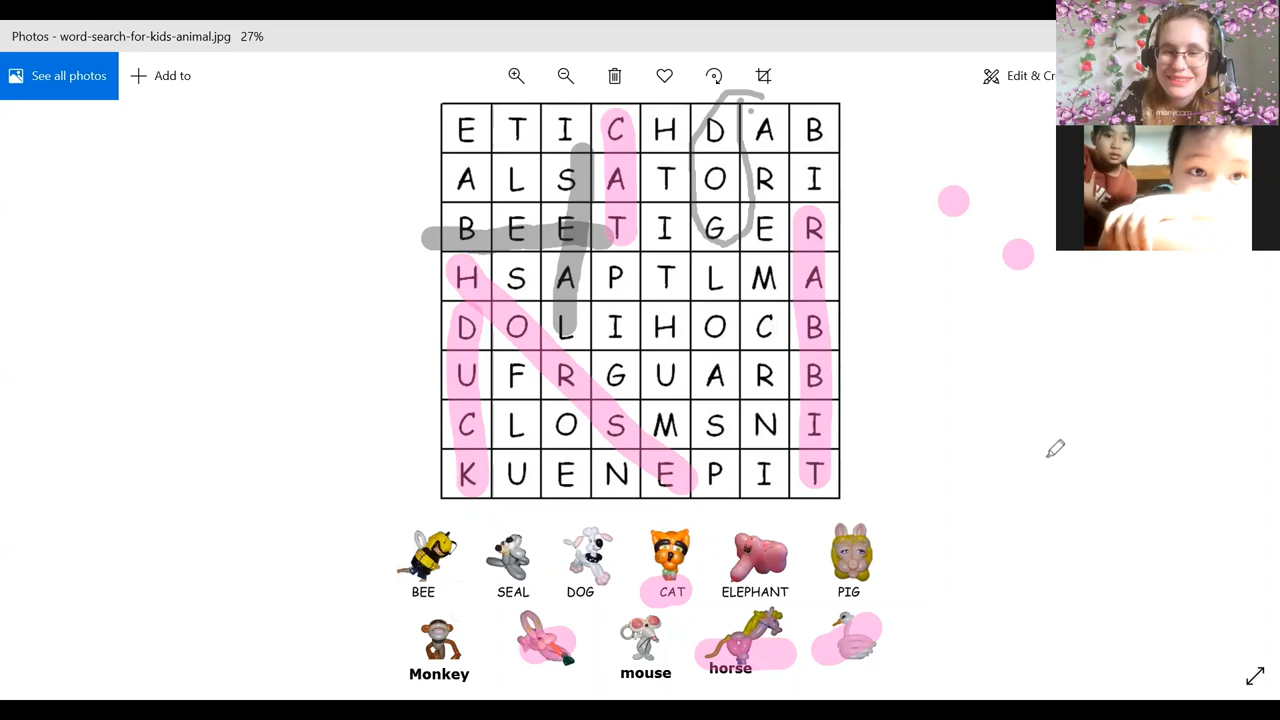 Photos - word-search-for-kids-animal.jpg 27%
See all photos
Add to
Edit & Cr
manycam
E T I C H D A B
A L S A T O R I
B E E T I G E R
H S A P T L M A
D O L I H O C B
U F R G U A R B
C L O S M S N I
K U E N E P I T
BEE SEAL DOG CAT ELEPHANT PIG
Monkey mouse horse